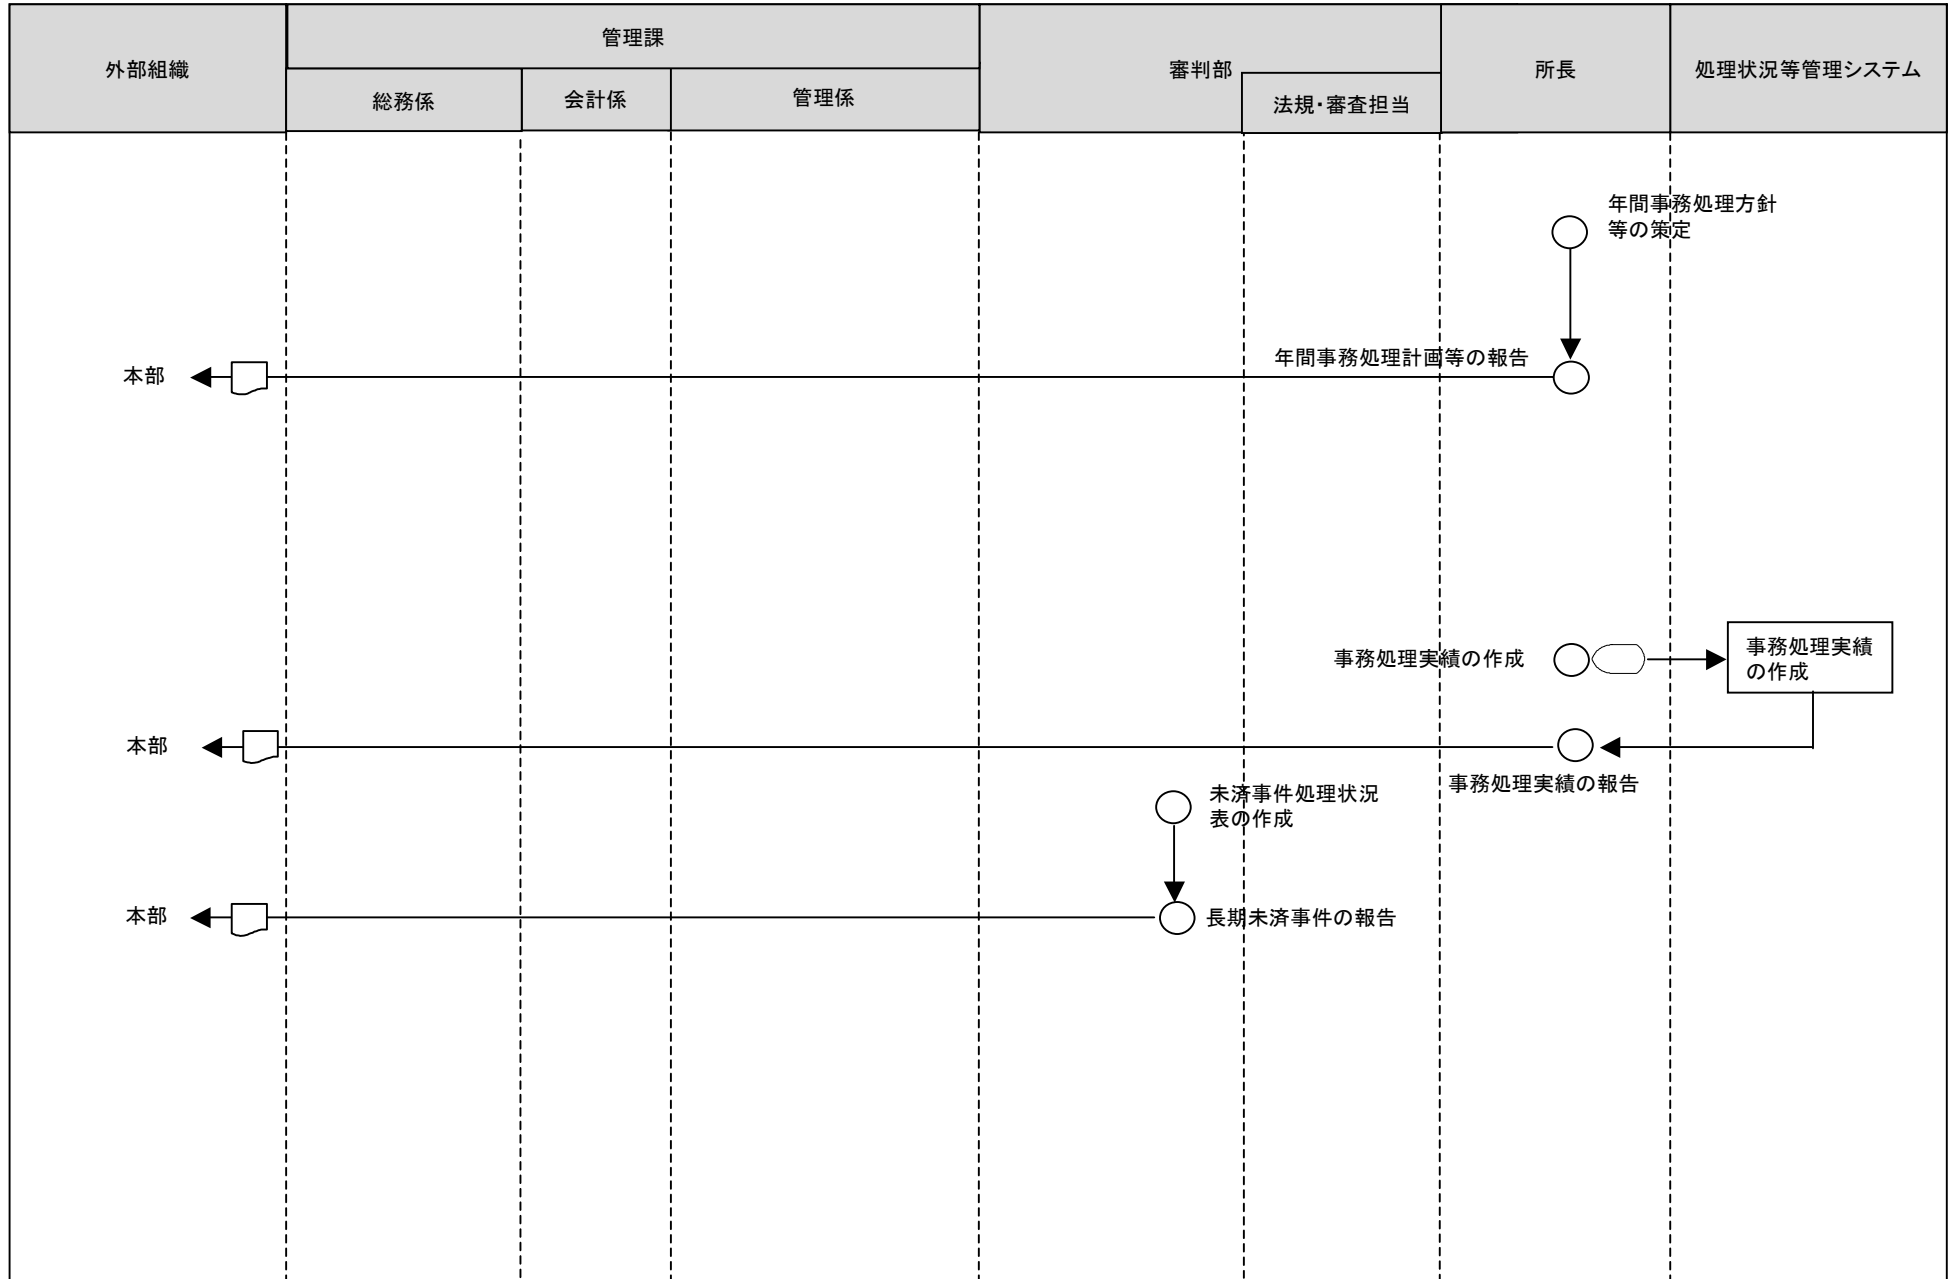 外部組織
管理課
総務係
会計係
管理係
審判部
法規・審査担当
所長
処理状況等管理システム
年間事務処理方針
等の策定
年間事務処理計画等の報告
本部
事務処理実績の作成
事務処理実績
の作成
本部
事務処理実績の報告
未済事件処理状況
表の作成
本部
長期未済事件の報告